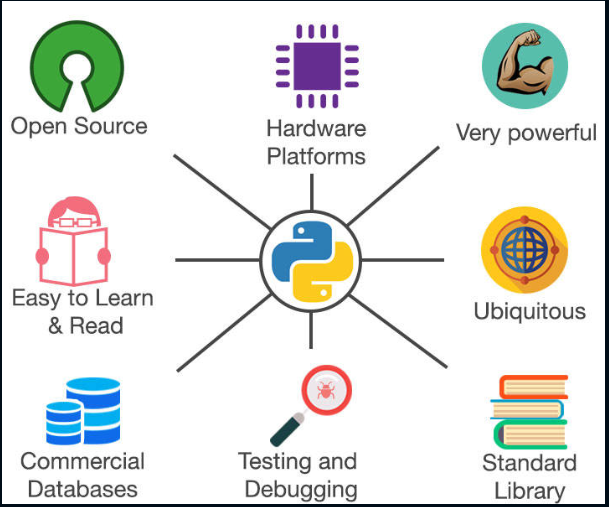 Open Source
Hardware
Platforms
Very powerful
Easy to Learn
& Read
Ubiquitous
Commercial
Databases
Testing and
Debugging
Standard
Library